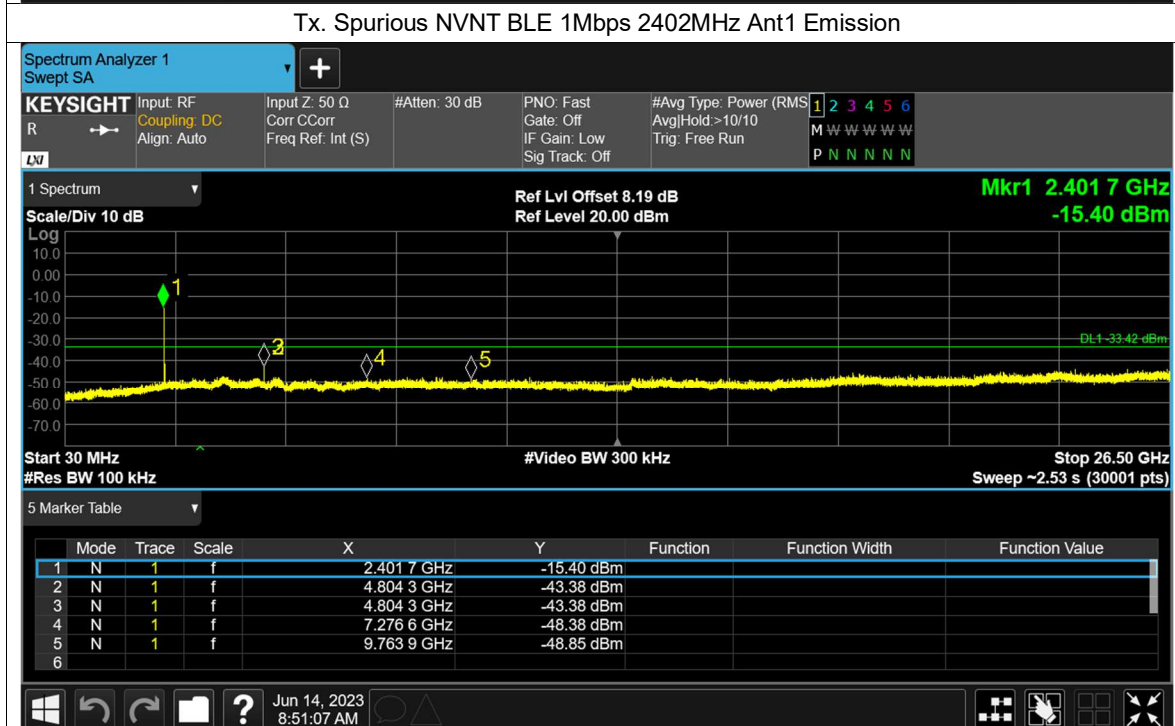 Tx. Spurious NVNT BLE 1Mbps 2402MHz Ant1 Emission
Spectrum Analyzer 1
Swept SA
KEYSIGHT
R
LXI
Input: RF
Coupling: DC
Align: Auto
Input Z: 50 Ω
Corr CCorr
Freq Ref: Int (S)
#Atten: 30 dB
PNO: Fast
Gate: Off
IF Gain: Low
Sig Track: Off
#Avg Type: Power (RMS
Avg|Hold:>10/10
Trig: Free Run
1 2 3 4 5 6
M W W W W W
P N N N N N
1 Spectrum
Scale/Div 10 dB
Ref Lvl Offset 8.19 dB
Ref Level 20.00 dBm
Mkr1 2.401 7 GHz
-15.40 dBm
Log
10.0
0.00
-10.0
-20.0
-30.0
-40.0
-50.0
-60.0
-70.0
1
3
4
5
DL1 -33.42 dBm
Start 30 MHz
#Res BW 100 kHz
#Video BW 300 kHz
Stop 26.50 GHz
Sweep ~2.53 s (30001 pts)
5 Marker Table
Mode Trace Scale X Y Function Function Width Function Value
1 N 1 f 2.401 7 GHz -15.40 dBm
2 N 1 f 4.804 3 GHz -43.38 dBm
3 N 1 f 4.804 3 GHz -43.38 dBm
4 N 1 f 7.276 6 GHz -48.38 dBm
5 N 1 f 9.763 9 GHz -48.85 dBm
6
?
Jun 14, 2023
8:51:07 AM